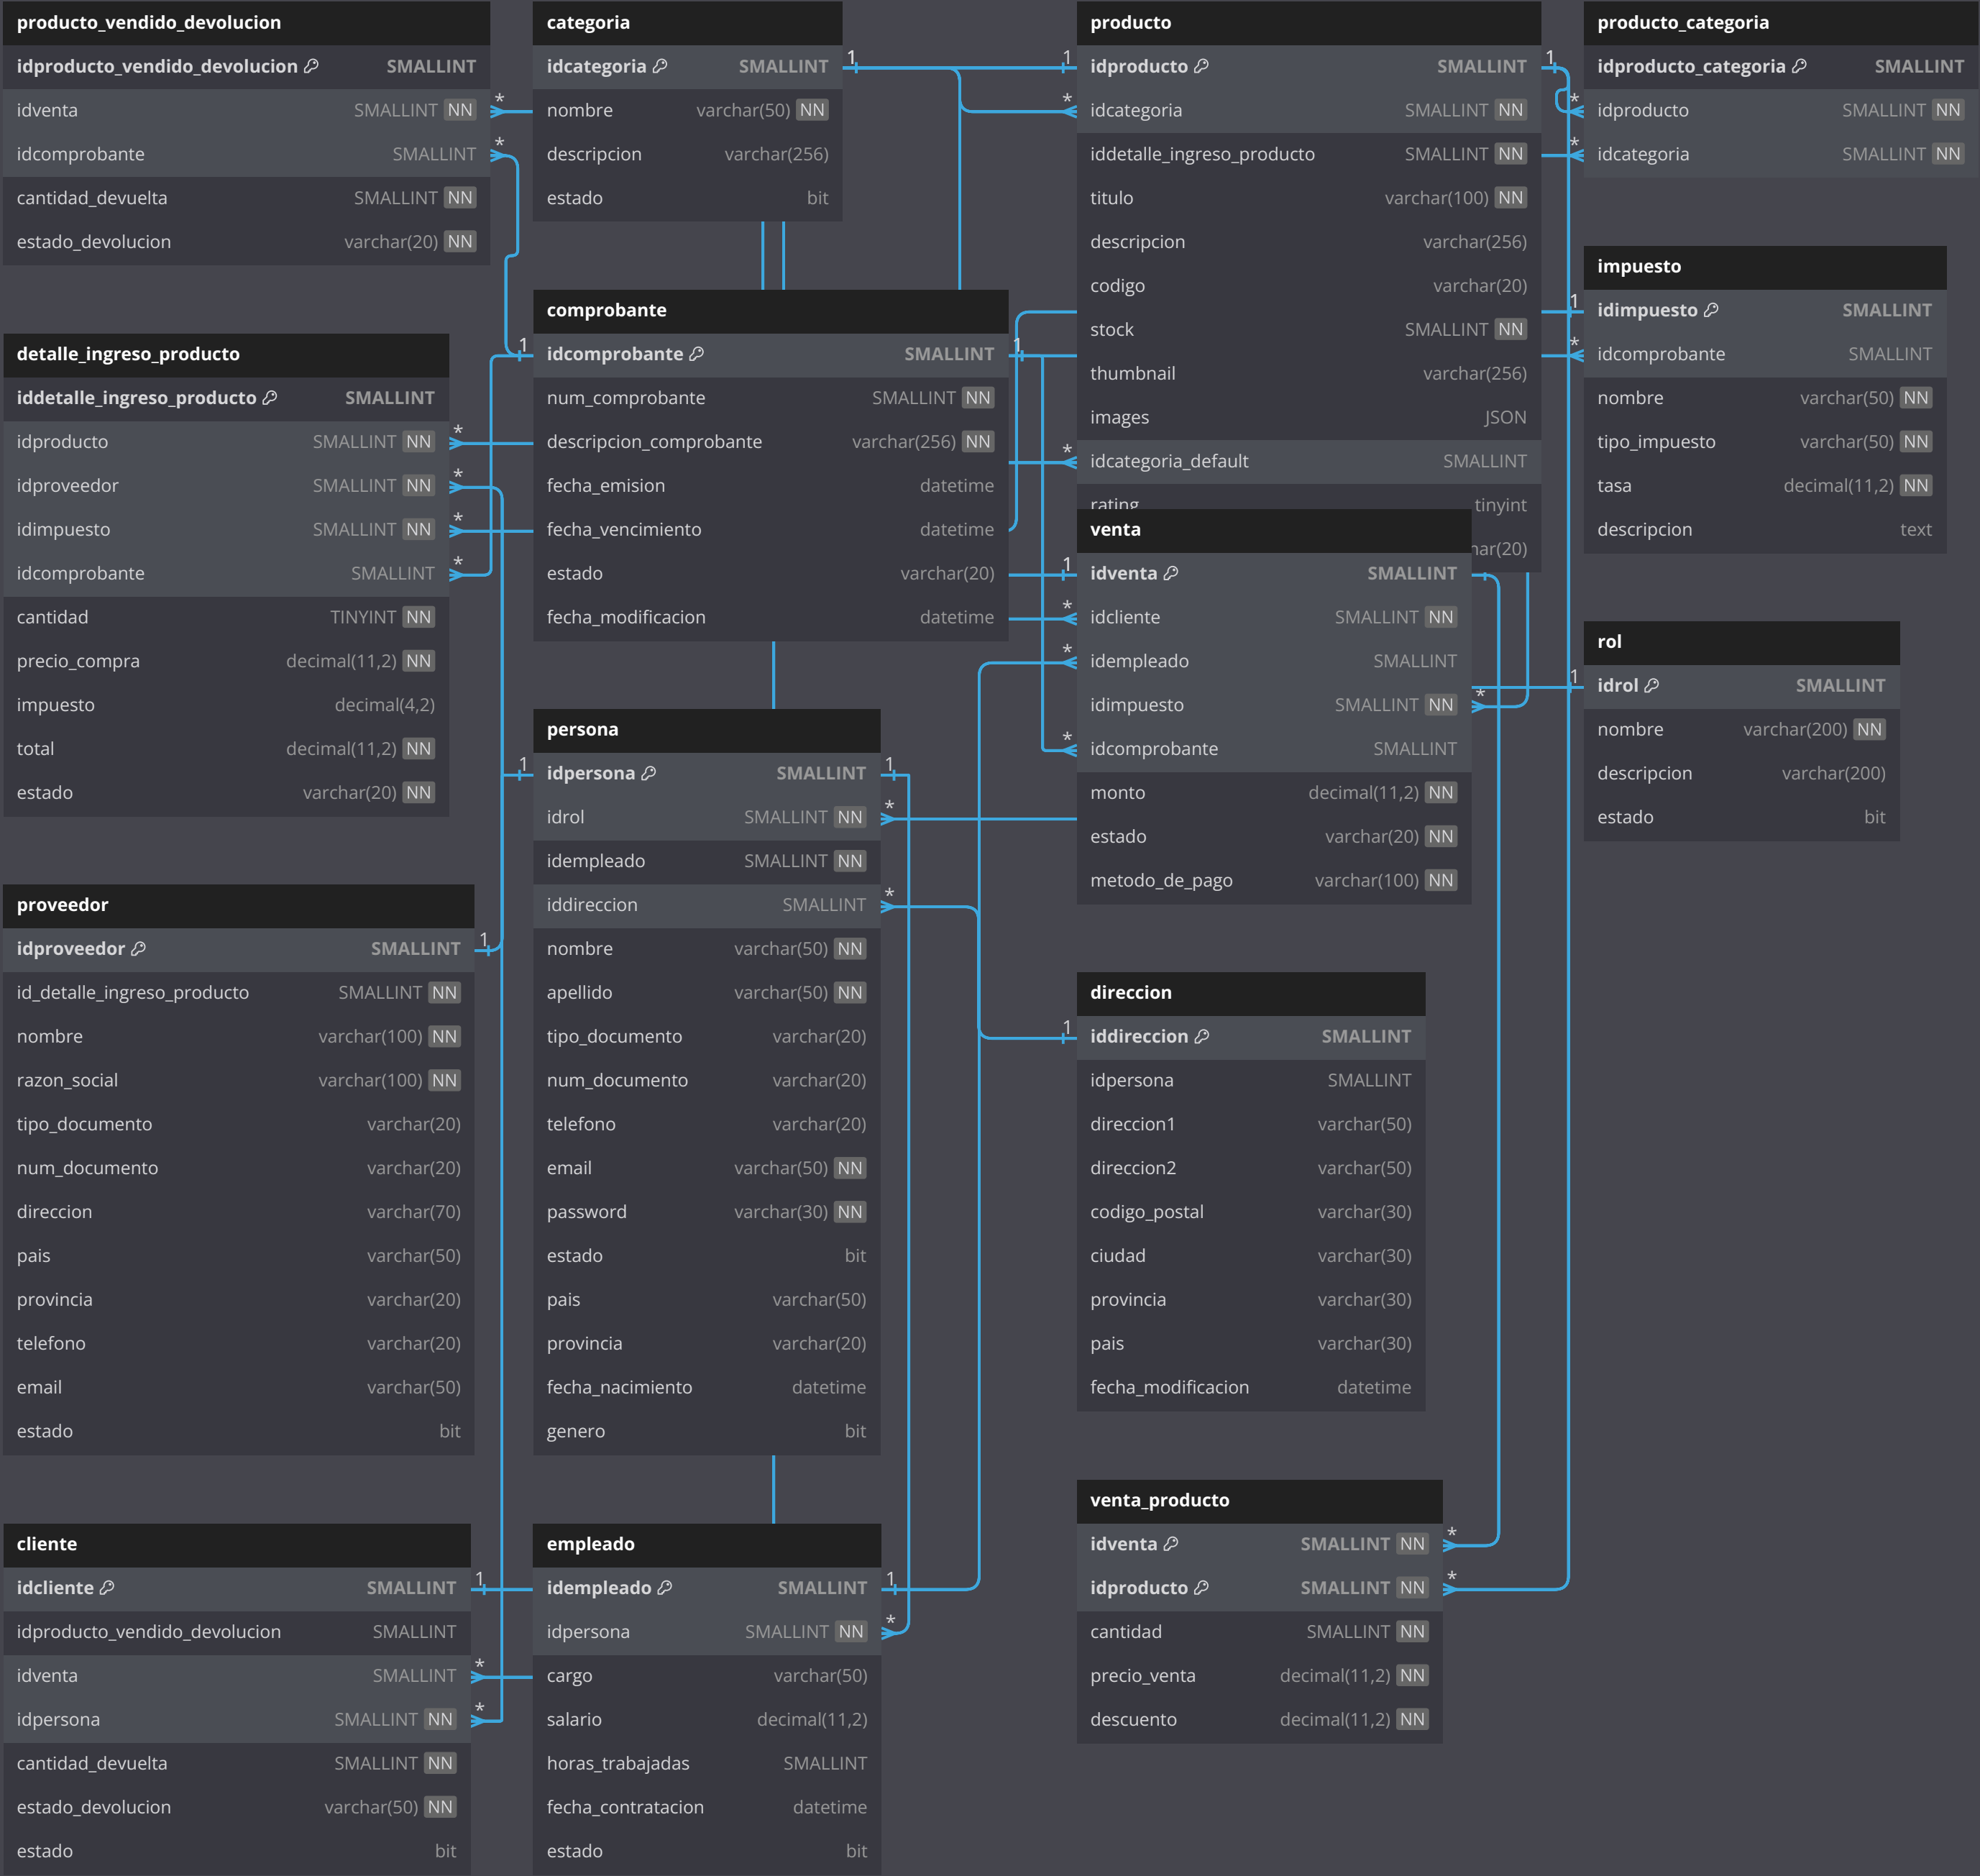 producto_vendido_devolucion
idproducto_vendido_devolucion SMALLINT
idventa SMALLINT NN
idcomprobante SMALLINT
cantidad_devuelta SMALLINT NN
estado_devolucion varchar(20) NN
categoria
idcategoria SMALLINT
nombre varchar(50) NN
descripcion varchar(256)
estado bit
producto
idproducto SMALLINT
idcategoria SMALLINT NN
iddetalle_ingreso_producto SMALLINT NN
titulo varchar(100) NN
descripcion varchar(256)
codigo varchar(20)
stock SMALLINT NN
thumbnail varchar(256)
images JSON
idcategoria_default SMALLINT
rating tinyint
producto_categoria
idproducto_categoria SMALLINT
idproducto SMALLINT NN
idcategoria SMALLINT NN
impuesto
idimpuesto SMALLINT
idcomprobante SMALLINT
nombre varchar(50) NN
tipo_impuesto varchar(50) NN
tasa decimal(11,2) NN
descripcion text
comprobante
idcomprobante SMALLINT
num_comprobante SMALLINT NN
descripcion_comprobante varchar(256) NN
fecha_emision datetime
fecha_vencimiento datetime
estado varchar(20)
fecha_modificacion datetime
detalle_ingreso_producto
iddetalle_ingreso_producto SMALLINT
idproducto SMALLINT NN
idproveedor SMALLINT NN
idimpuesto SMALLINT NN
idcomprobante SMALLINT
cantidad TINYINT NN
precio_compra decimal(11,2) NN
impuesto decimal(4,2)
total decimal(11,2) NN
estado varchar(20) NN
venta
idventa SMALLINT
idcliente SMALLINT NN
idempleado SMALLINT
idimpuesto SMALLINT NN
idcomprobante SMALLINT
monto decimal(11,2) NN
estado varchar(20) NN
metodo_de_pago varchar(100) NN
rol
idrol SMALLINT
nombre varchar(200) NN
descripcion varchar(200)
estado bit
persona
idpersona SMALLINT
idrol SMALLINT NN
idempleado SMALLINT NN
iddireccion SMALLINT
nombre varchar(50) NN
apellido varchar(50) NN
tipo_documento varchar(20)
num_documento varchar(20)
telefono varchar(20)
email varchar(50) NN
password varchar(30) NN
estado bit
pais varchar(50)
provincia varchar(20)
fecha_nacimiento datetime
genero bit
proveedor
idproveedor SMALLINT
id_detalle_ingreso_producto SMALLINT NN
nombre varchar(100) NN
razon_social varchar(100) NN
tipo_documento varchar(20)
num_documento varchar(20)
direccion varchar(70)
pais varchar(50)
provincia varchar(20)
telefono varchar(20)
email varchar(50)
estado bit
direccion
iddireccion SMALLINT
idpersona SMALLINT
direccion1 varchar(50)
direccion2 varchar(50)
codigo_postal varchar(30)
ciudad varchar(30)
provincia varchar(30)
pais varchar(30)
fecha_modificacion datetime
cliente
idcliente SMALLINT
idproducto_vendido_devolucion SMALLINT
idventa SMALLINT
idpersona SMALLINT NN
cantidad_devuelta SMALLINT NN
estado_devolucion varchar(50) NN
estado bit
empleado
idempleado SMALLINT
idpersona SMALLINT NN
cargo varchar(50)
salario decimal(11,2)
horas_trabajadas SMALLINT
fecha_contratacion datetime
estado bit
venta_producto
idventa SMALLINT NN
idproducto SMALLINT NN
cantidad SMALLINT NN
precio_venta decimal(11,2) NN
descuento decimal(11,2) NN